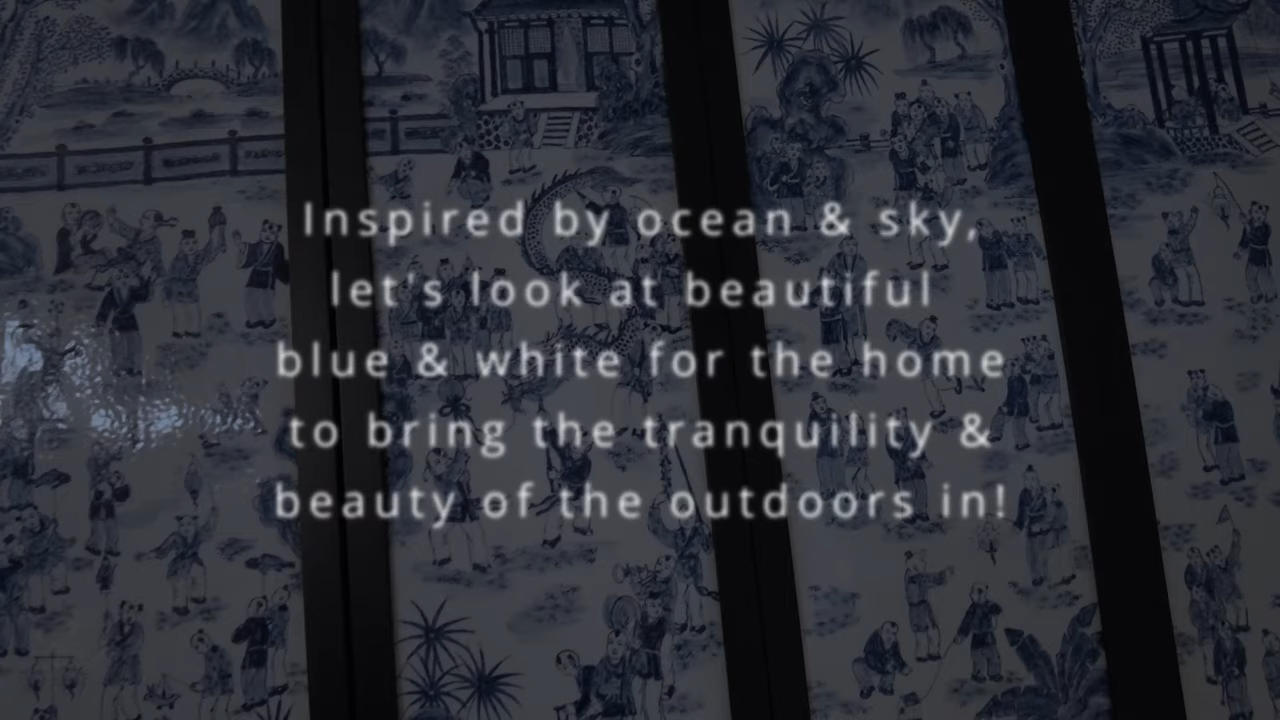 Inspired by ocean & sky,
let's look at beautiful
blue & white for the home
to bring the tranquility &
beauty of the outdoors in!